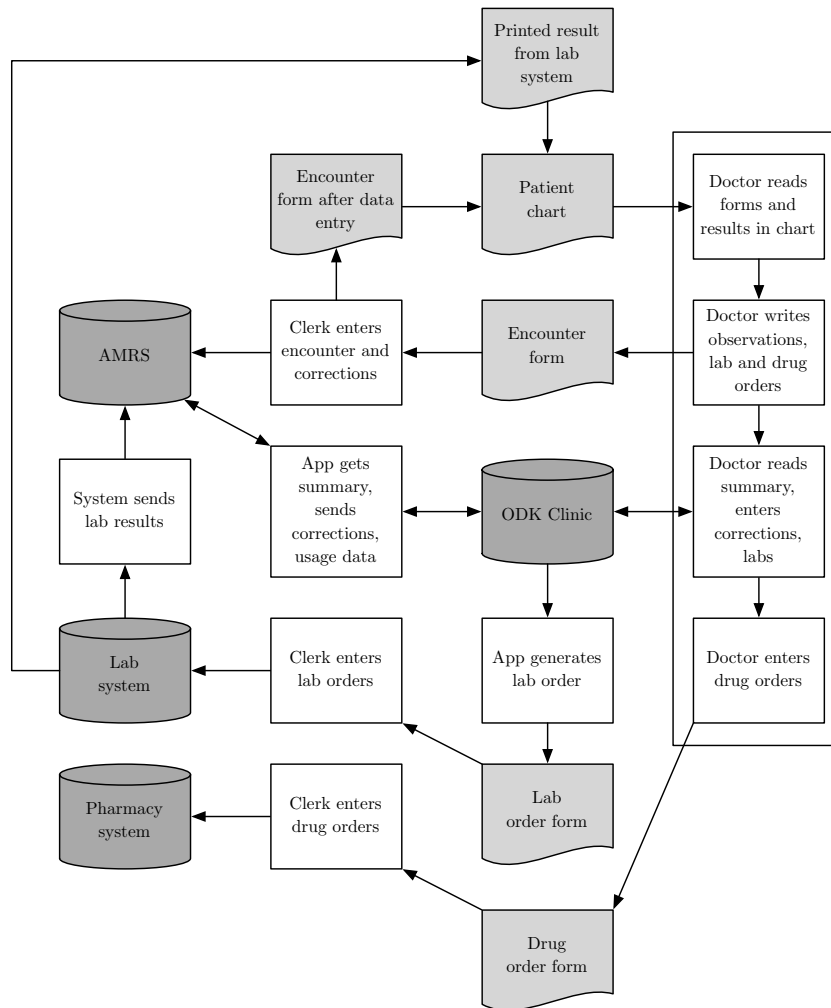 Printed result
from lab
system
Encounter
form after data
entry
Patient
chart
Doctor reads
forms and
results in chart
AMRS
Clerk enters
encounter and
corrections
Encounter
form
Doctor writes
observations,
lab and drug
orders
System sends
lab results
App gets
summary,
sends
corrections,
usage data
ODK Clinic
Doctor reads
summary,
enters
corrections,
labs
Lab
system
Clerk enters
lab orders
App generates
lab order
Doctor enters
drug orders
Pharmacy
system
Clerk enters
drug orders
Lab
order form
Drug
order form